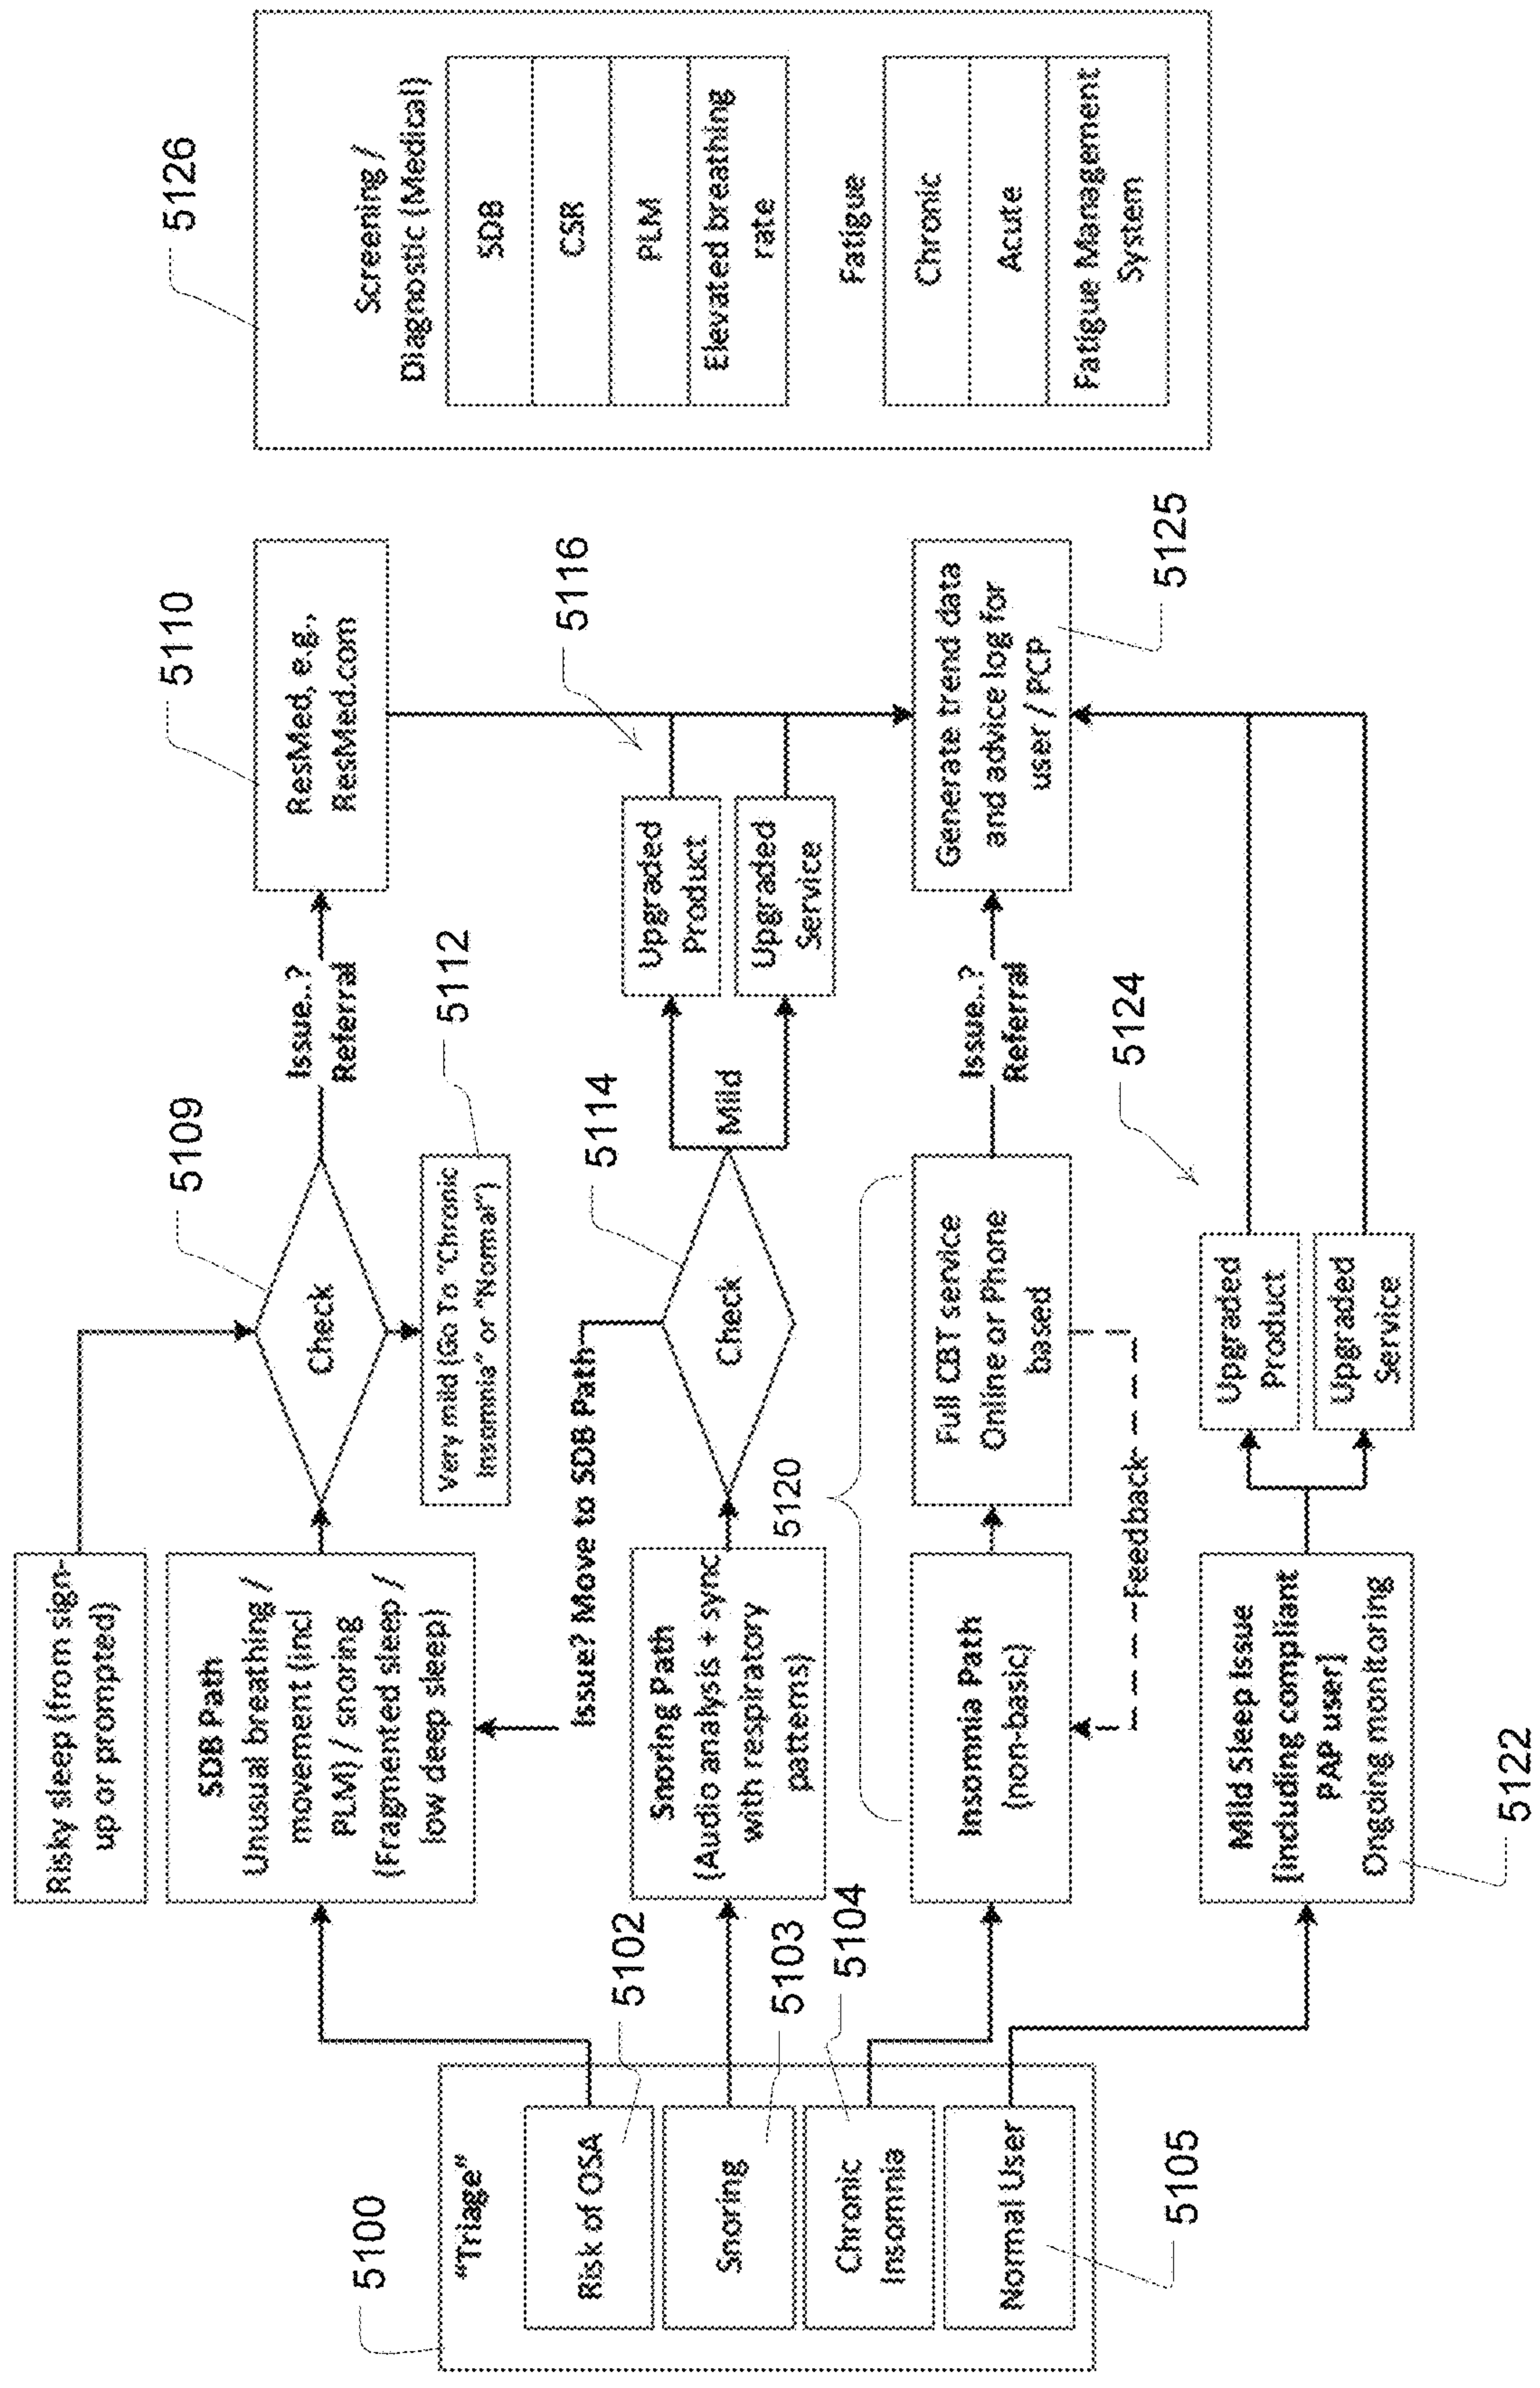 5100
"Triage"
Risk of OSA
5102
Snoring
5103
Chronic
Insomnia
5104
Normal User
5105
Risky sleep (from sign-
up or prompted)
SDB Path
Unusual breathing /
movement (incl
PLM) / snoring
(Fragmented sleep /
low deep sleep)
Check
5109
Issue..?
Referral
ResMed, e.g.,
ResMed.com
5110
Very mild (Go To "Chronic
Insomnia" or "Normal")
5112
Issue? Move to SDB Path
Snoring Path
(Audio analysis + sync
with respiratory
patterns)
Check
5114
Mild
Upgraded
Product
Upgraded
Service
5116
5120
Insomnia Path
(non-basic)
Full CBT service
Online or Phone
based
Feedback
Issue..?
Referral
Generate trend data
and advice log for
user / PCP
5125
Mild Sleep Issue
[including compliant
PAP user]
Ongoing monitoring
5122
Upgraded
Product
Upgraded
Service
5124
5126
Screening /
Diagnostic (Medical)
SDB
CSR
PLM
Elevated breathing
rate
Fatigue
Chronic
Acute
Fatigue Management
System